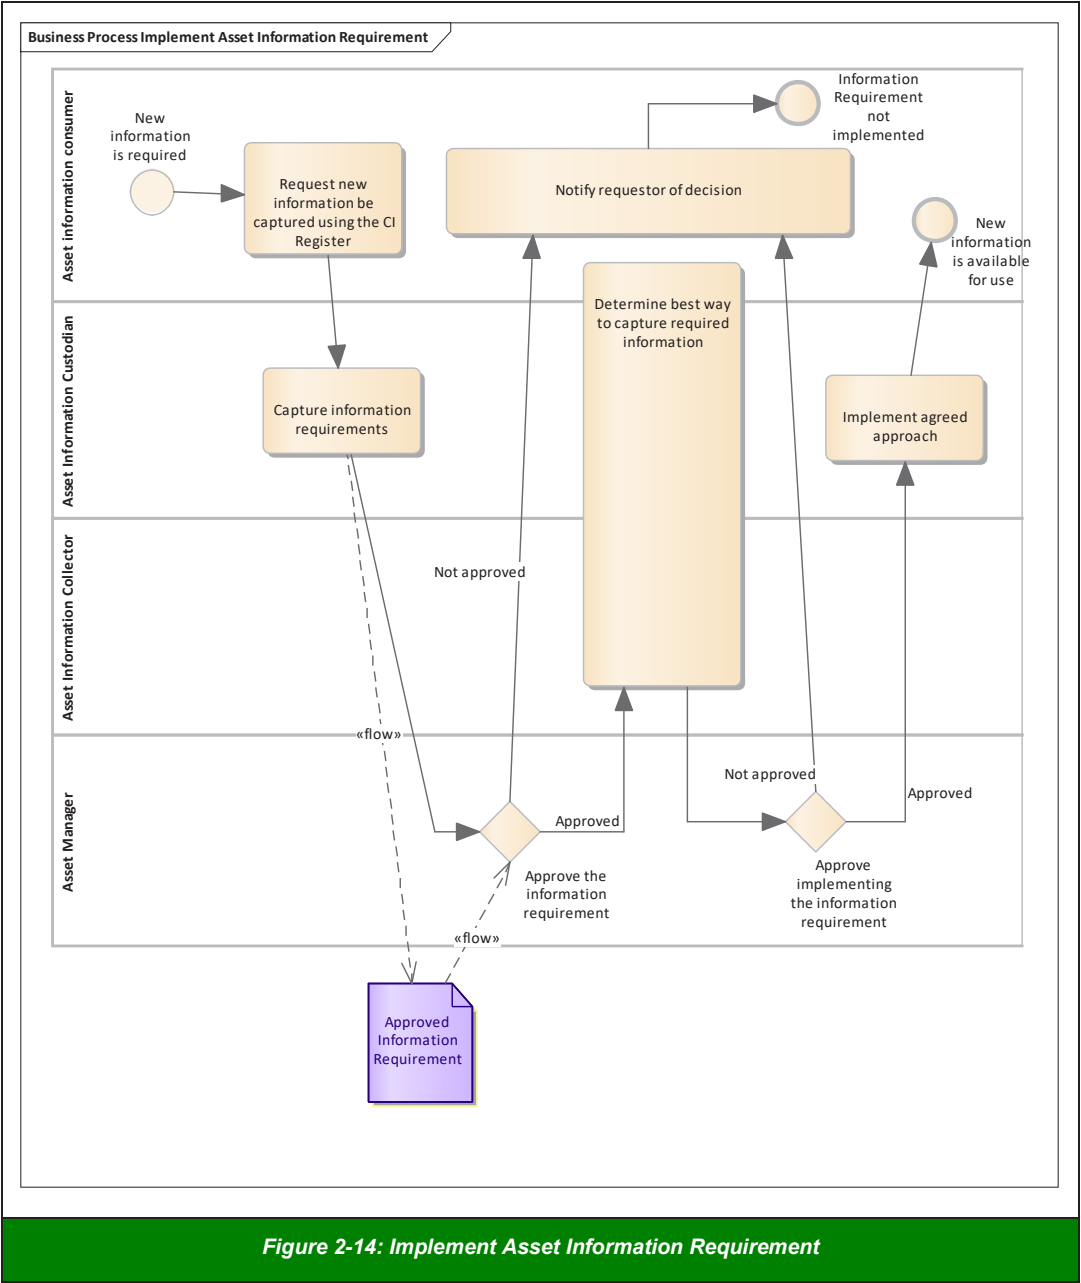 Business Process Implement Asset Information Requirement
Asset information consumer
New
information
is required
Request new
information be
captured using the CI
Register
Notify requestor of decision
Information
Requirement
not
implemented
New
information
is available
for use
Asset Information Custodian
Capture information
requirements
Determine best way
to capture required
information
Implement agreed
approach
Asset Information Collector
Not approved
«flow»
Asset Manager
Approved
Approve the
information
requirement
Not approved
Approved
Approve
implementing
the information
requirement
«flow»
Approved
Information
Requirement
Figure 2-14: Implement Asset Information Requirement